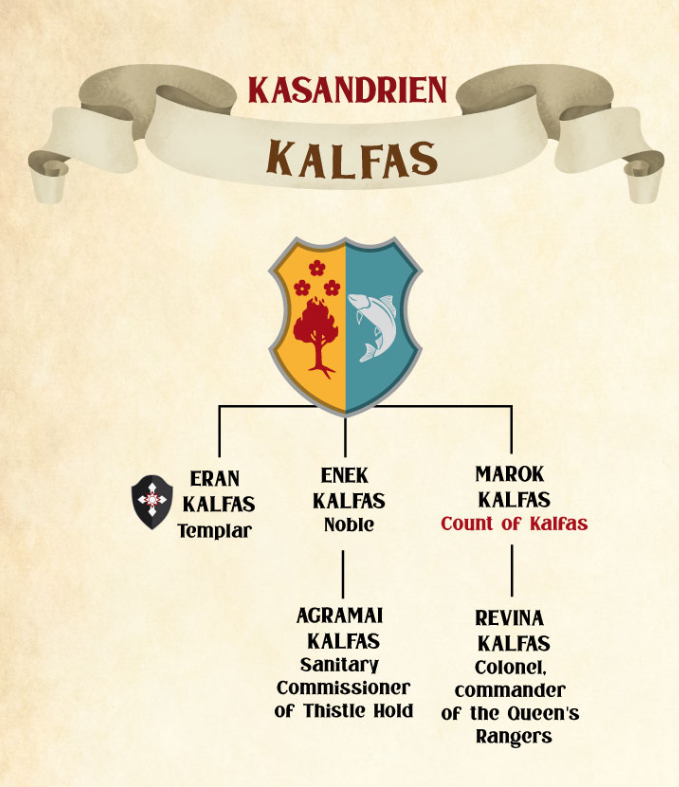 KASANDRIEN
KALFAS
ERAN
KALFAS
Templar
ENEK
KALFAS
Noble
MAROK
KALFAS
Count of Kalfas
AGRAMAI
KALFAS
Sanitary
Commissioner
of Thistle Hold
REVINA
KALFAS
Colonel,
commander
of the Queen's
Rangers